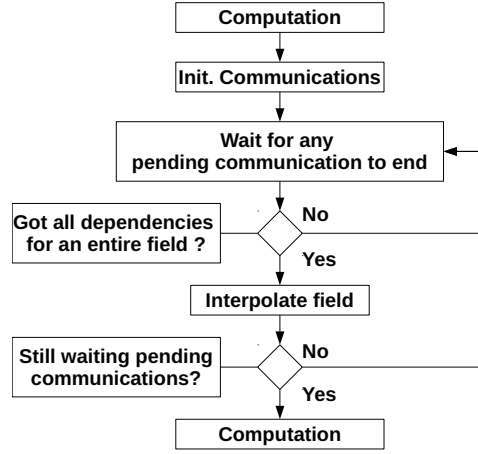 Computation
Init. Communications
Wait for any
pending communication to end
No
Got all dependencies
for an entire field ?
Yes
Interpolate field
No
Still waiting pending
communications?
Yes
Computation